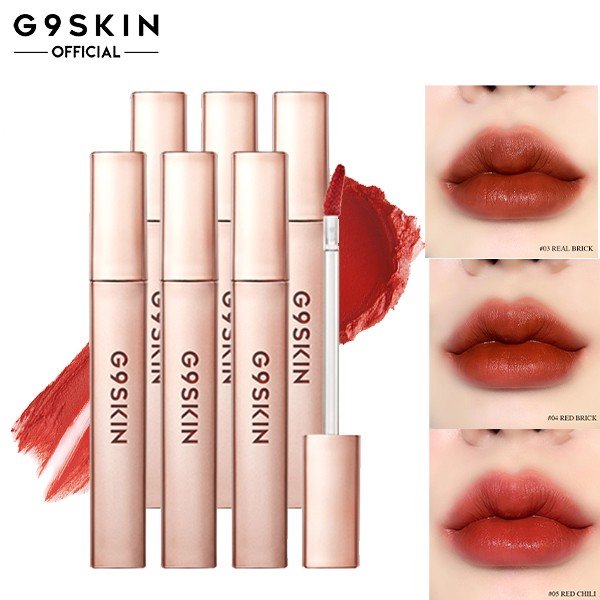 G9SKIN
OFFICIAL
G9SKIN
G9SKIN
G9SKIN
#03 REAL BRICK
#04 RED BRICK
#05 RED CHILI